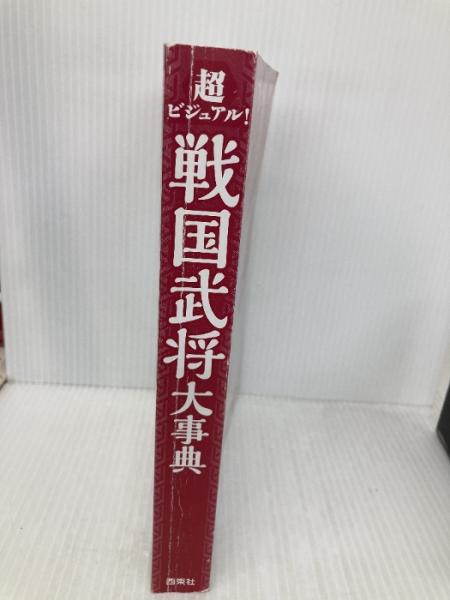 超
ビジュアル!
戦国武将
大事典
西東社